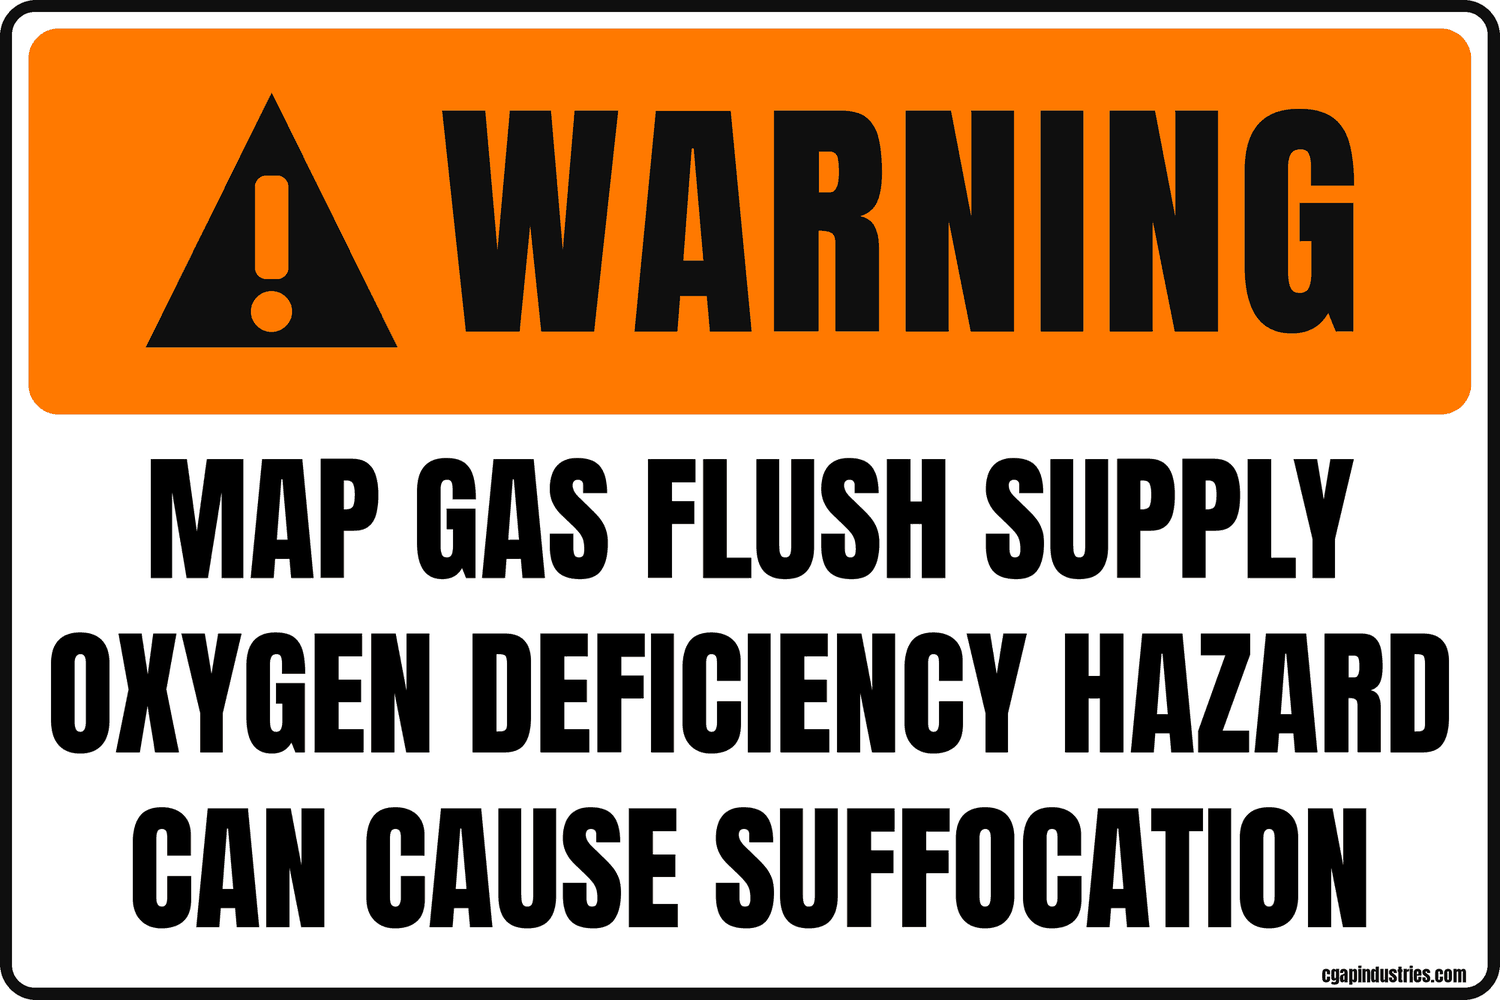 WARNING
MAP GAS FLUSH SUPPLY
OXYGEN DEFICIENCY HAZARD
CAN CAUSE SUFFOCATION
cgapindustries.com